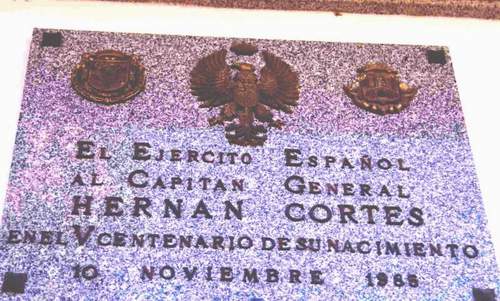 EL EJERCITO ESPAÑOL
AL CAPITAN GENERAL
HERNAN CORTES
EN EL V CENTENARIO DE SU NACIMIENTO
10 NOVIEMBRE 1985